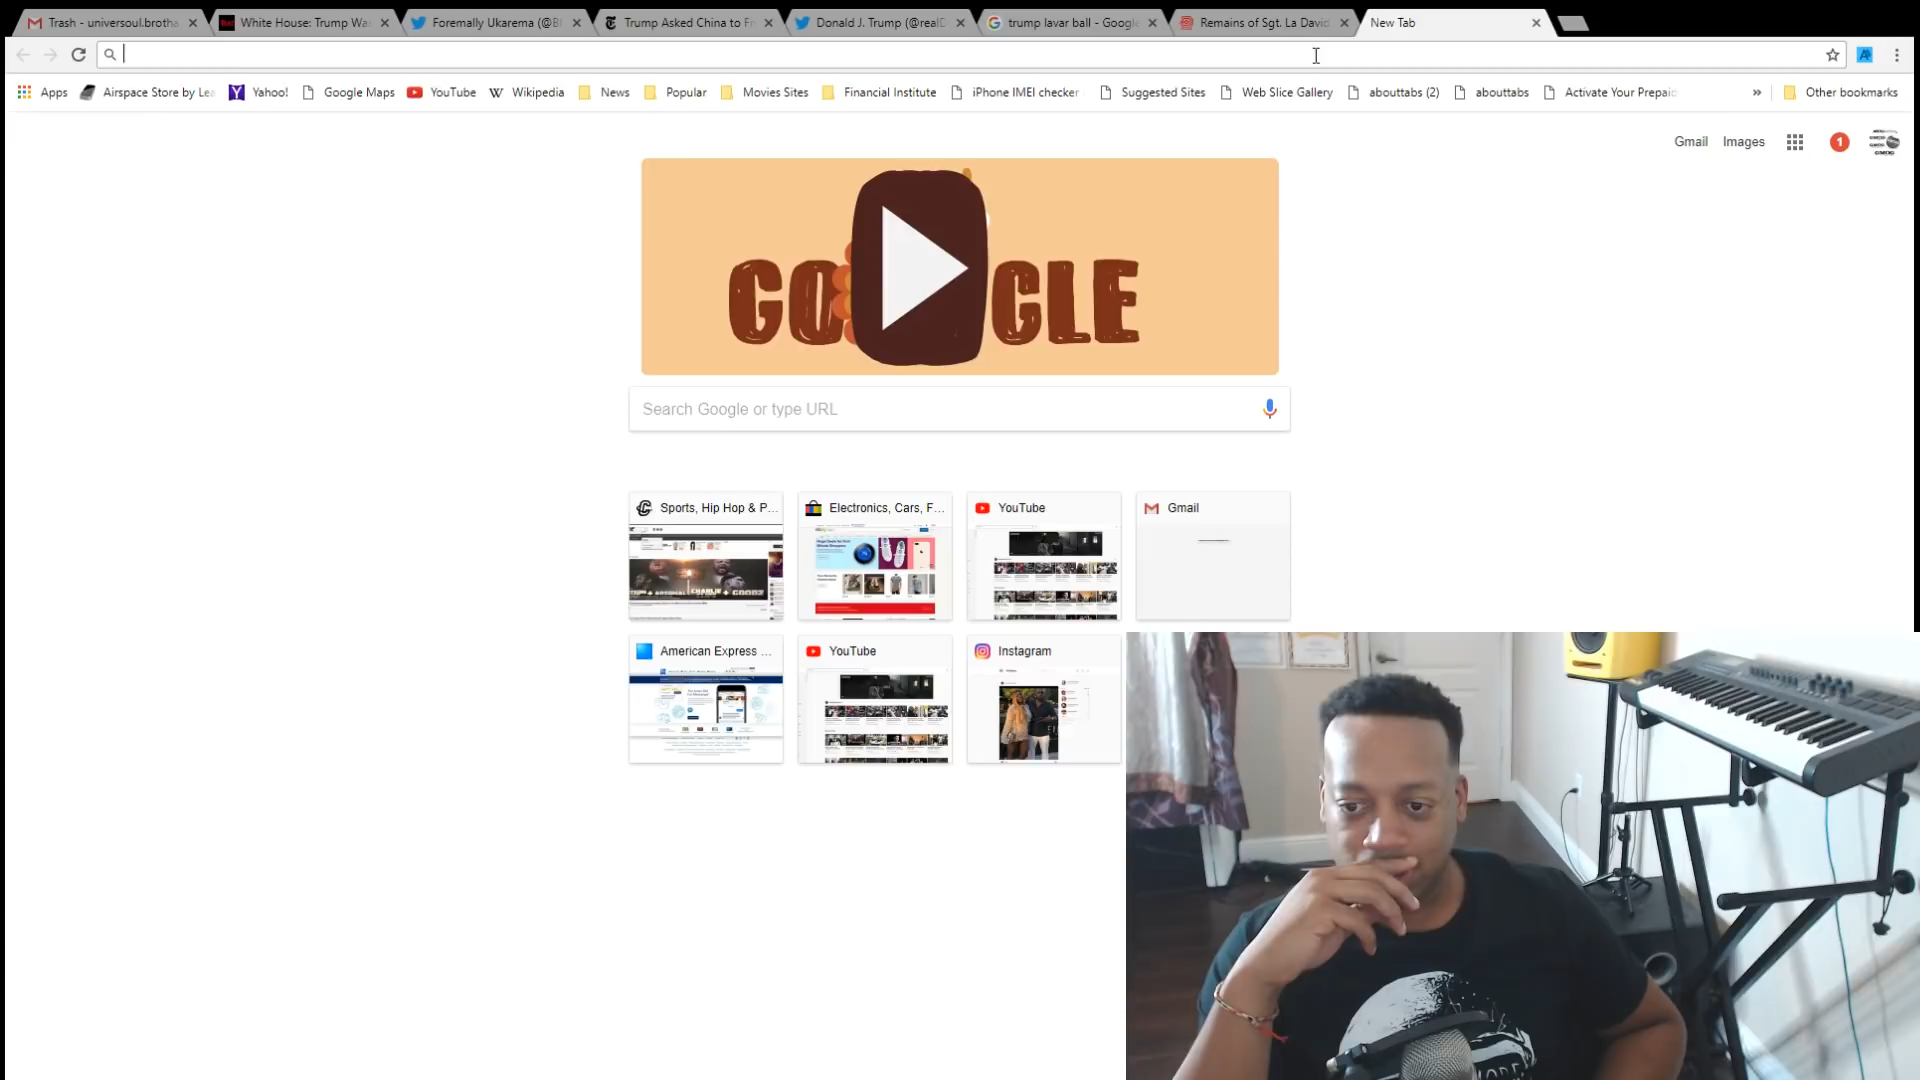 Trash - universoul.brotha
White House: Trump Wa
Foremally Ukarema (@B
Trump Asked China to Fr
Donald J. Trump (@realD
trump lavar ball - Google
Remains of Sgt. La David
New Tab
Apps
Airspace Store by Lea
Yahoo!
Google Maps
YouTube
Wikipedia
News
Popular
Movies Sites
Financial Institute
iPhone IMEI checker
Suggested Sites
Web Slice Gallery
abouttabs (2)
abouttabs
Activate Your Prepaid
»
Other bookmarks
Gmail
Images
1
GO GLE
Search Google or type URL
Sports, Hip Hop & P...
Electronics, Cars, F...
YouTube
Gmail
American Express ...
YouTube
Instagram